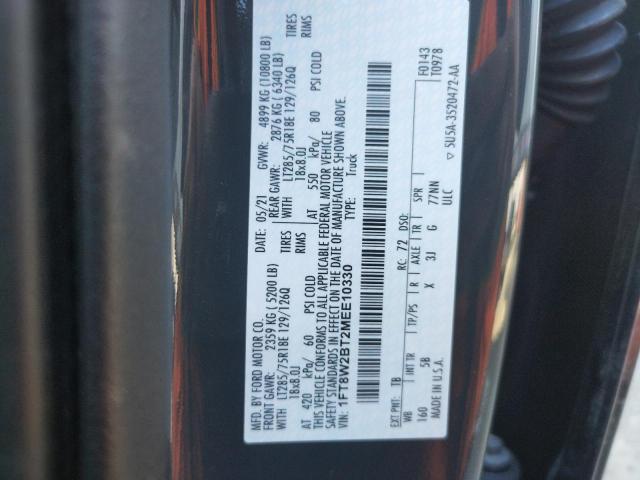 MFD. BY FORD MOTOR CO.
05/21 GVWR: 4899 KG (10800 LB)
FRONT GAWR: 2359 KG ( 5200 LB) REAR GAWR: 2876 KG ( 6340 LB)
WITH LT285/75R18E 129/126Q TIRES WITH LT285/75R18E 129/126Q TIRES
18x8.0J RIMS 18x8.0J RIMS
AT 420 kPa/ 60 PSI COLD AT 550 kPa/ 80 PSI COLD
THIS VEHICLE CONFORMS TO ALL APPLICABLE FEDERAL MOTOR VEHICLE
SAFETY STANDARDS IN EFFECT ON THE DATE OF MANUFACTURE SHOWN ABOVE.
VIN: 1FT8W2BT2MEE10330 TYPE: Truck
F0143
EXT PNT: TB RC: 72 DSO: T0978
WB INT TR TP/PS R AXLE TR SPR
160 5B X 3J G 77NN
MADE IN U.S.A. ULC
▽ 5U5A-3520472-AA